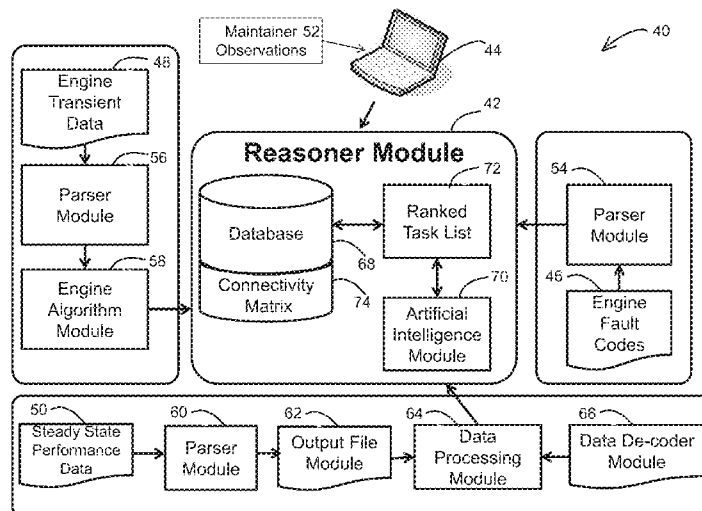 Maintainer 52
Observations
44
40
48
Engine
Transient
Data
56
Parser
Module
58
Engine
Algorithm
Module
42
Reasoner Module
Database
68
Connectivity
Matrix
74
72
Ranked
Task List
70
Artificial
Intelligence
Module
54
Parser
Module
46
Engine
Fault
Codes
50
Steady State
Performance
Data
60
Parser
Module
62
Output File
Module
64
Data
Processing
Module
66
Data De-coder
Module